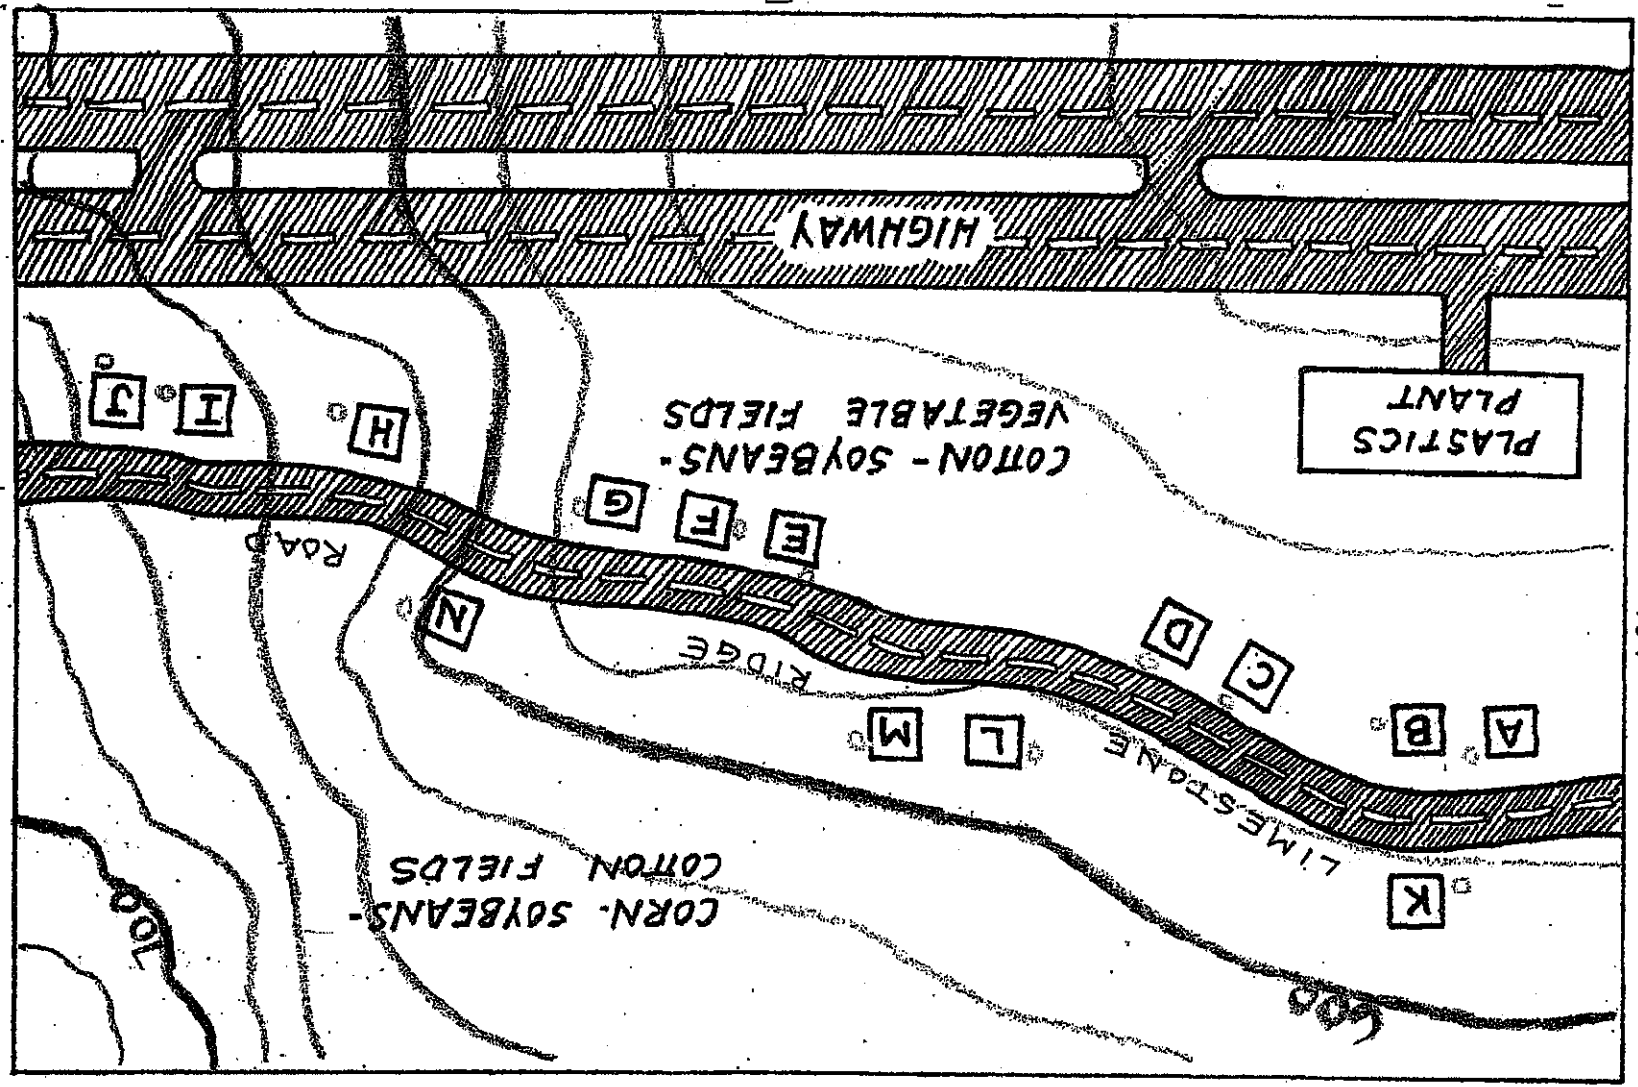 600
700
CORN- SOYBEANS-
COTTON FIELDS
K
LIMESTONE RIDGE ROAD
A
B
L
M
C
D
N
E
F
G
H
I
J
PLASTICS
PLANT
COTTON - SOYBEANS-
VEGETABLE FIELDS
HIGHWAY